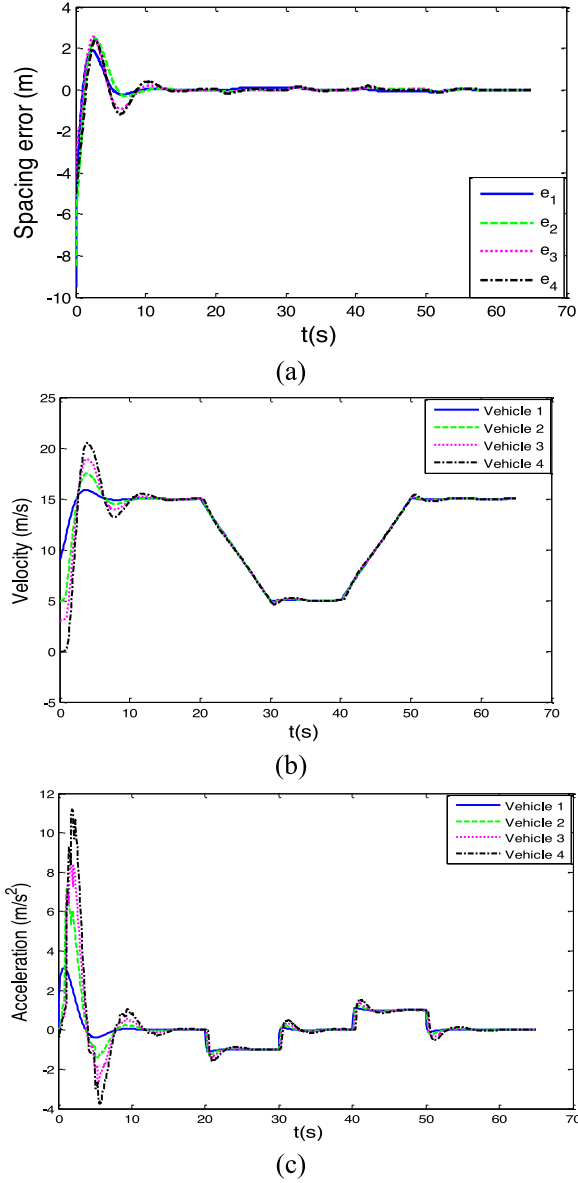 4
2
0
-2
-4
-6
-8
-10
Spacing error (m)
e1
e2
e3
e4
0 10 20 30 40 50 60 70
t(s)
(a)
25
20
15
10
5
0
-5
Velocity (m/s)
Vehicle 1
Vehicle 2
Vehicle 3
Vehicle 4
0 10 20 30 40 50 60 70
t(s)
(b)
12
10
8
6
4
2
0
-2
-4
Acceleration (m/s²)
Vehicle 1
Vehicle 2
Vehicle 3
Vehicle 4
0 10 20 30 40 50 60 70
t(s)
(c)